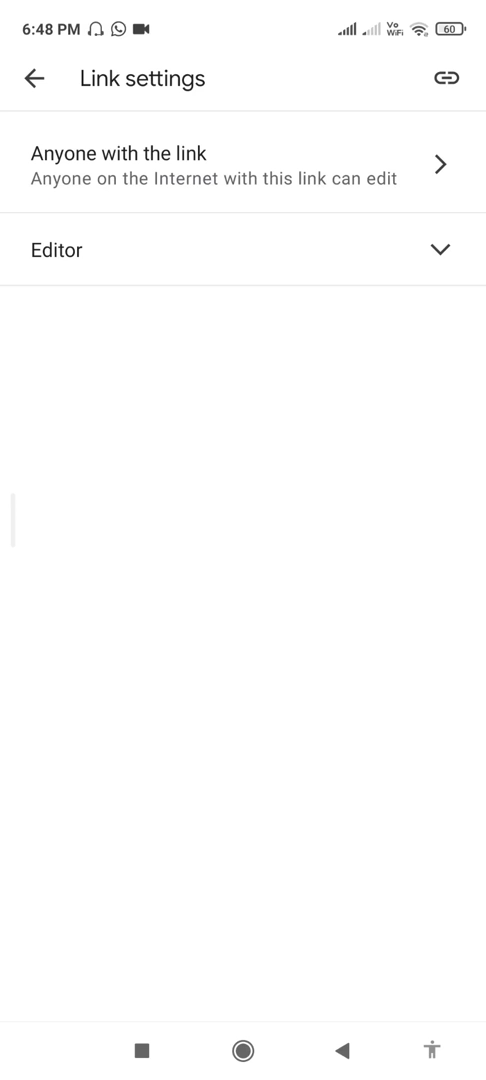 6:48 PM Vo WiFi 60
Link settings
Anyone with the link
Anyone on the Internet with this link can edit
Editor